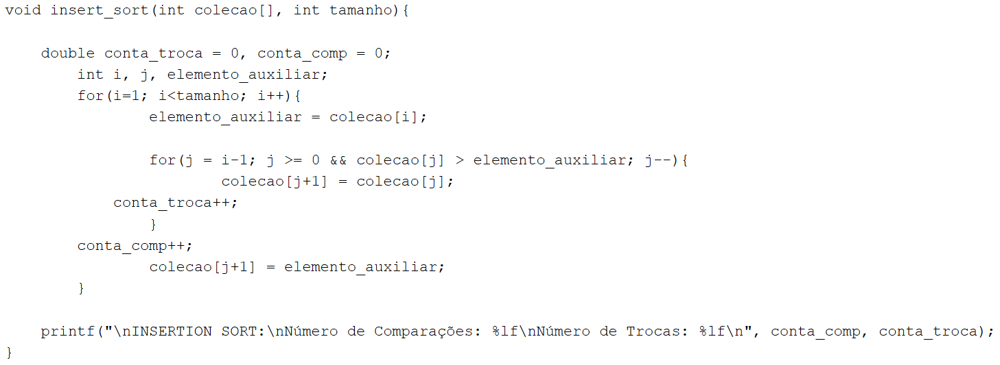 void insert_sort(int colecao[], int tamanho){
double conta_troca = 0, conta_comp = 0;
int i, j, elemento_auxiliar;
for(i=1; i<tamanho; i++){
elemento_auxiliar = colecao[i];
for(j = i-1; j >= 0 && colecao[j] > elemento_auxiliar; j--){
colecao[j+1] = colecao[j];
conta_troca++;
}
conta_comp++;
colecao[j+1] = elemento_auxiliar;
}
printf("\nINSERTION SORT:\nNúmero de Comparações: %lf\nNúmero de Trocas: %lf\n", conta_comp, conta_troca);
}